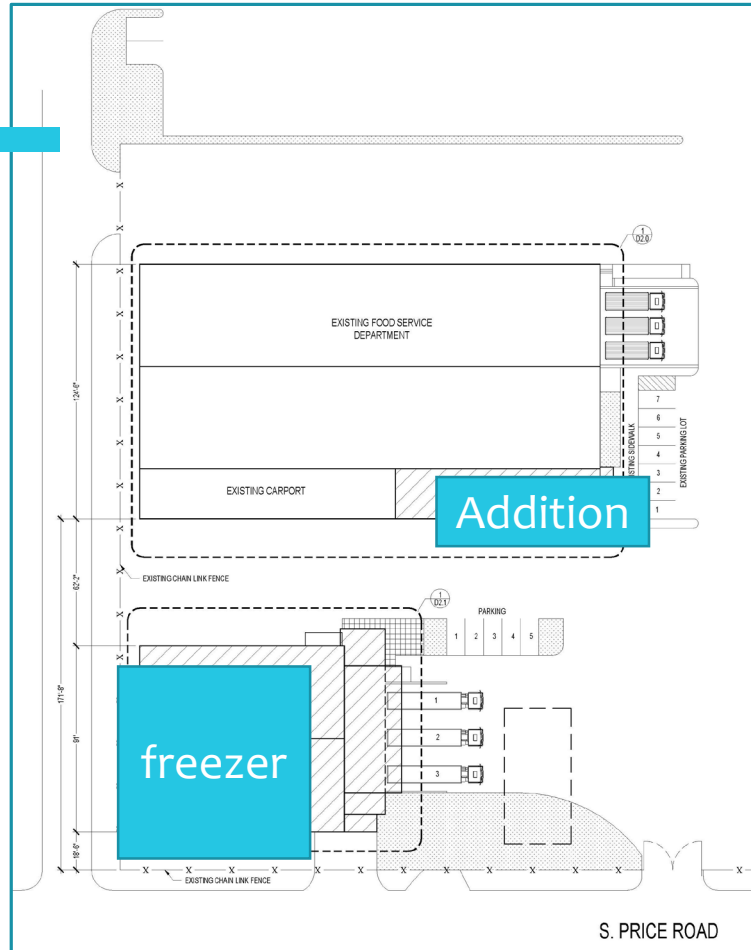 1
D2.0
EXISTING FOOD SERVICE
DEPARTMENT
124'-6"
7
6
5
4
3
2
1
EXISTING SIDEWALK
EXISTING PARKING LOT
EXISTING CARPORT
Addition
EXISTING CHAIN LINK FENCE
62'-2"
1
D2.1
PARKING
1 2 3 4 5
171'-8"
91'
freezer
1
2
3
18'-6"
EXISTING CHAIN LINK FENCE
S. PRICE ROAD